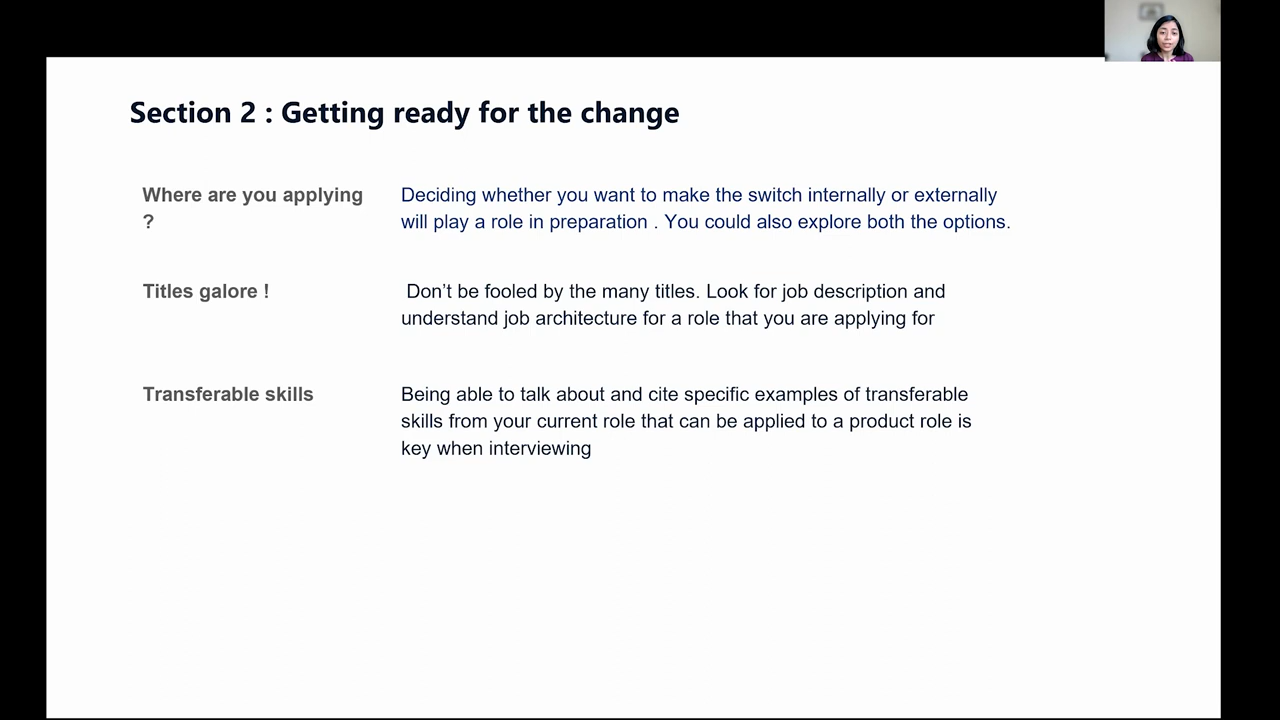 Section 2 : Getting ready for the change
Where are you applying
?
Deciding whether you want to make the switch internally or externally
will play a role in preparation . You could also explore both the options.
Titles galore !
Don’t be fooled by the many titles. Look for job description and
understand job architecture for a role that you are applying for
Transferable skills
Being able to talk about and cite specific examples of transferable
skills from your current role that can be applied to a product role is
key when interviewing